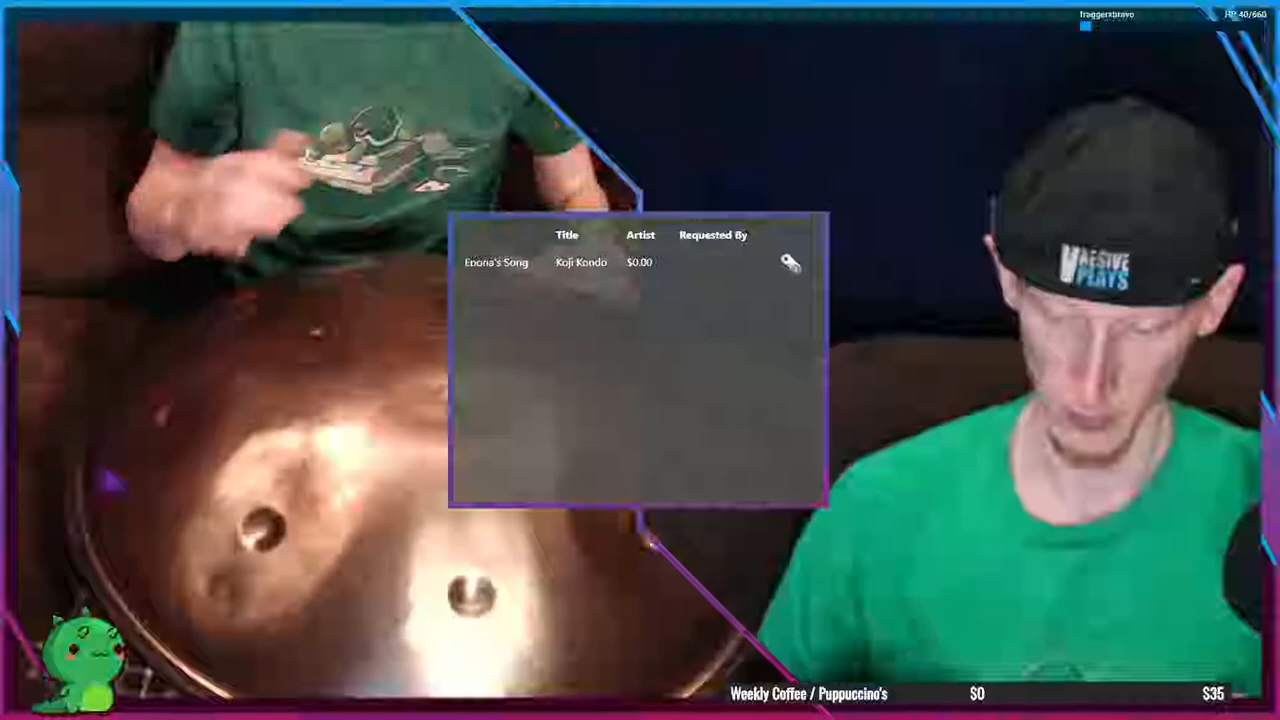 fraggerxbravo HP 40/660
Title Artist Requested By
Epona's Song Koji Kondo $0.00
VAESIVE
PLAYS
Weekly Coffee / Puppuccino's $0 $35